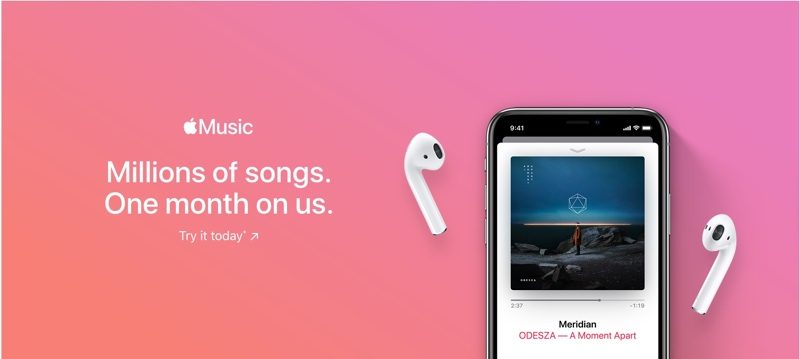 Music
Millions of songs.
One month on us.
Try it today* ↗
9:41
ODESZA
2:37
-1:19
Meridian
ODESZA — A Moment Apart